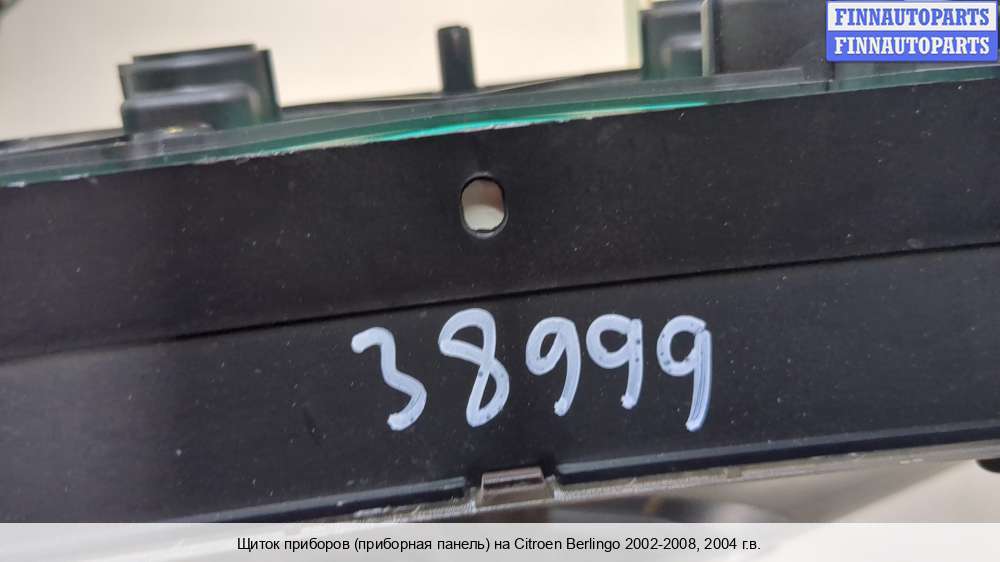 FINNAUTOPARTS
FINNAUTOPARTS
38999
Щиток приборов (приборная панель) на Citroen Berlingo 2002-2008, 2004 г.в.